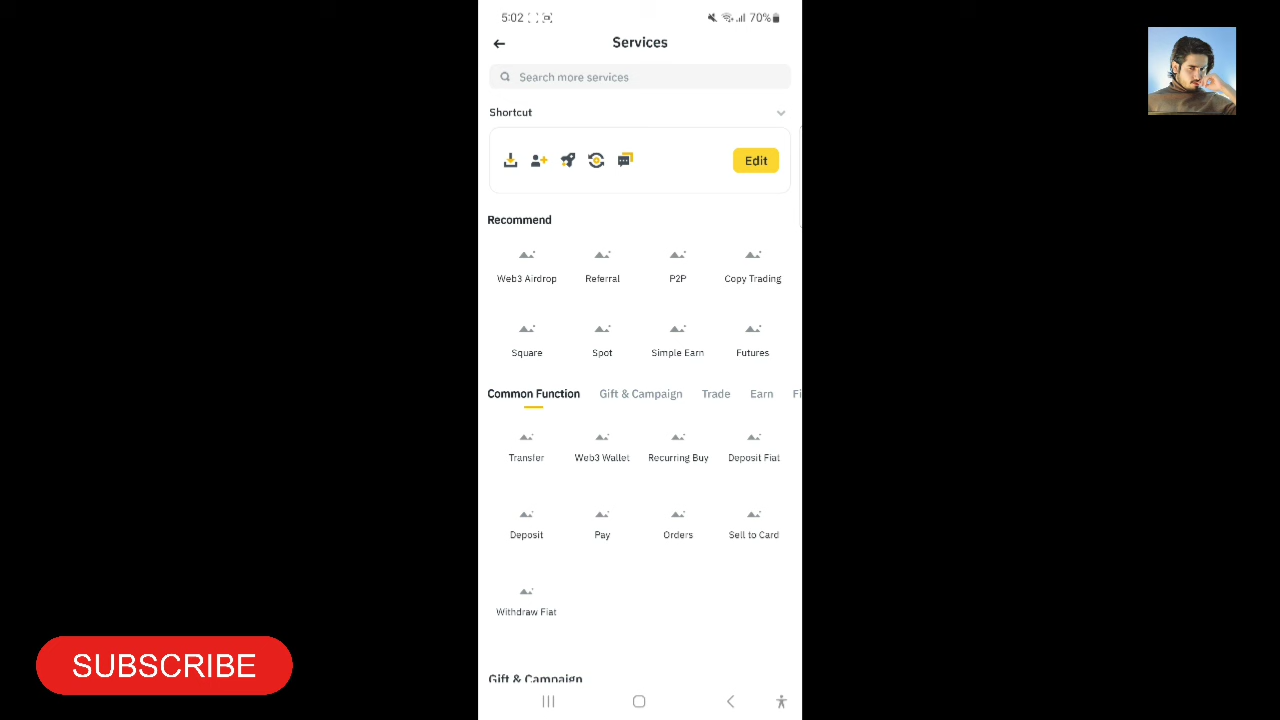 5:02
70%
Services
Search more services
Shortcut
Edit
Recommend
Web3 Airdrop Referral P2P Copy Trading
Square Spot Simple Earn Futures
Common Function Gift & Campaign Trade Earn Fi
Transfer Web3 Wallet Recurring Buy Deposit Fiat
Deposit Pay Orders Sell to Card
Withdraw Fiat
Gift & Campaign
SUBSCRIBE